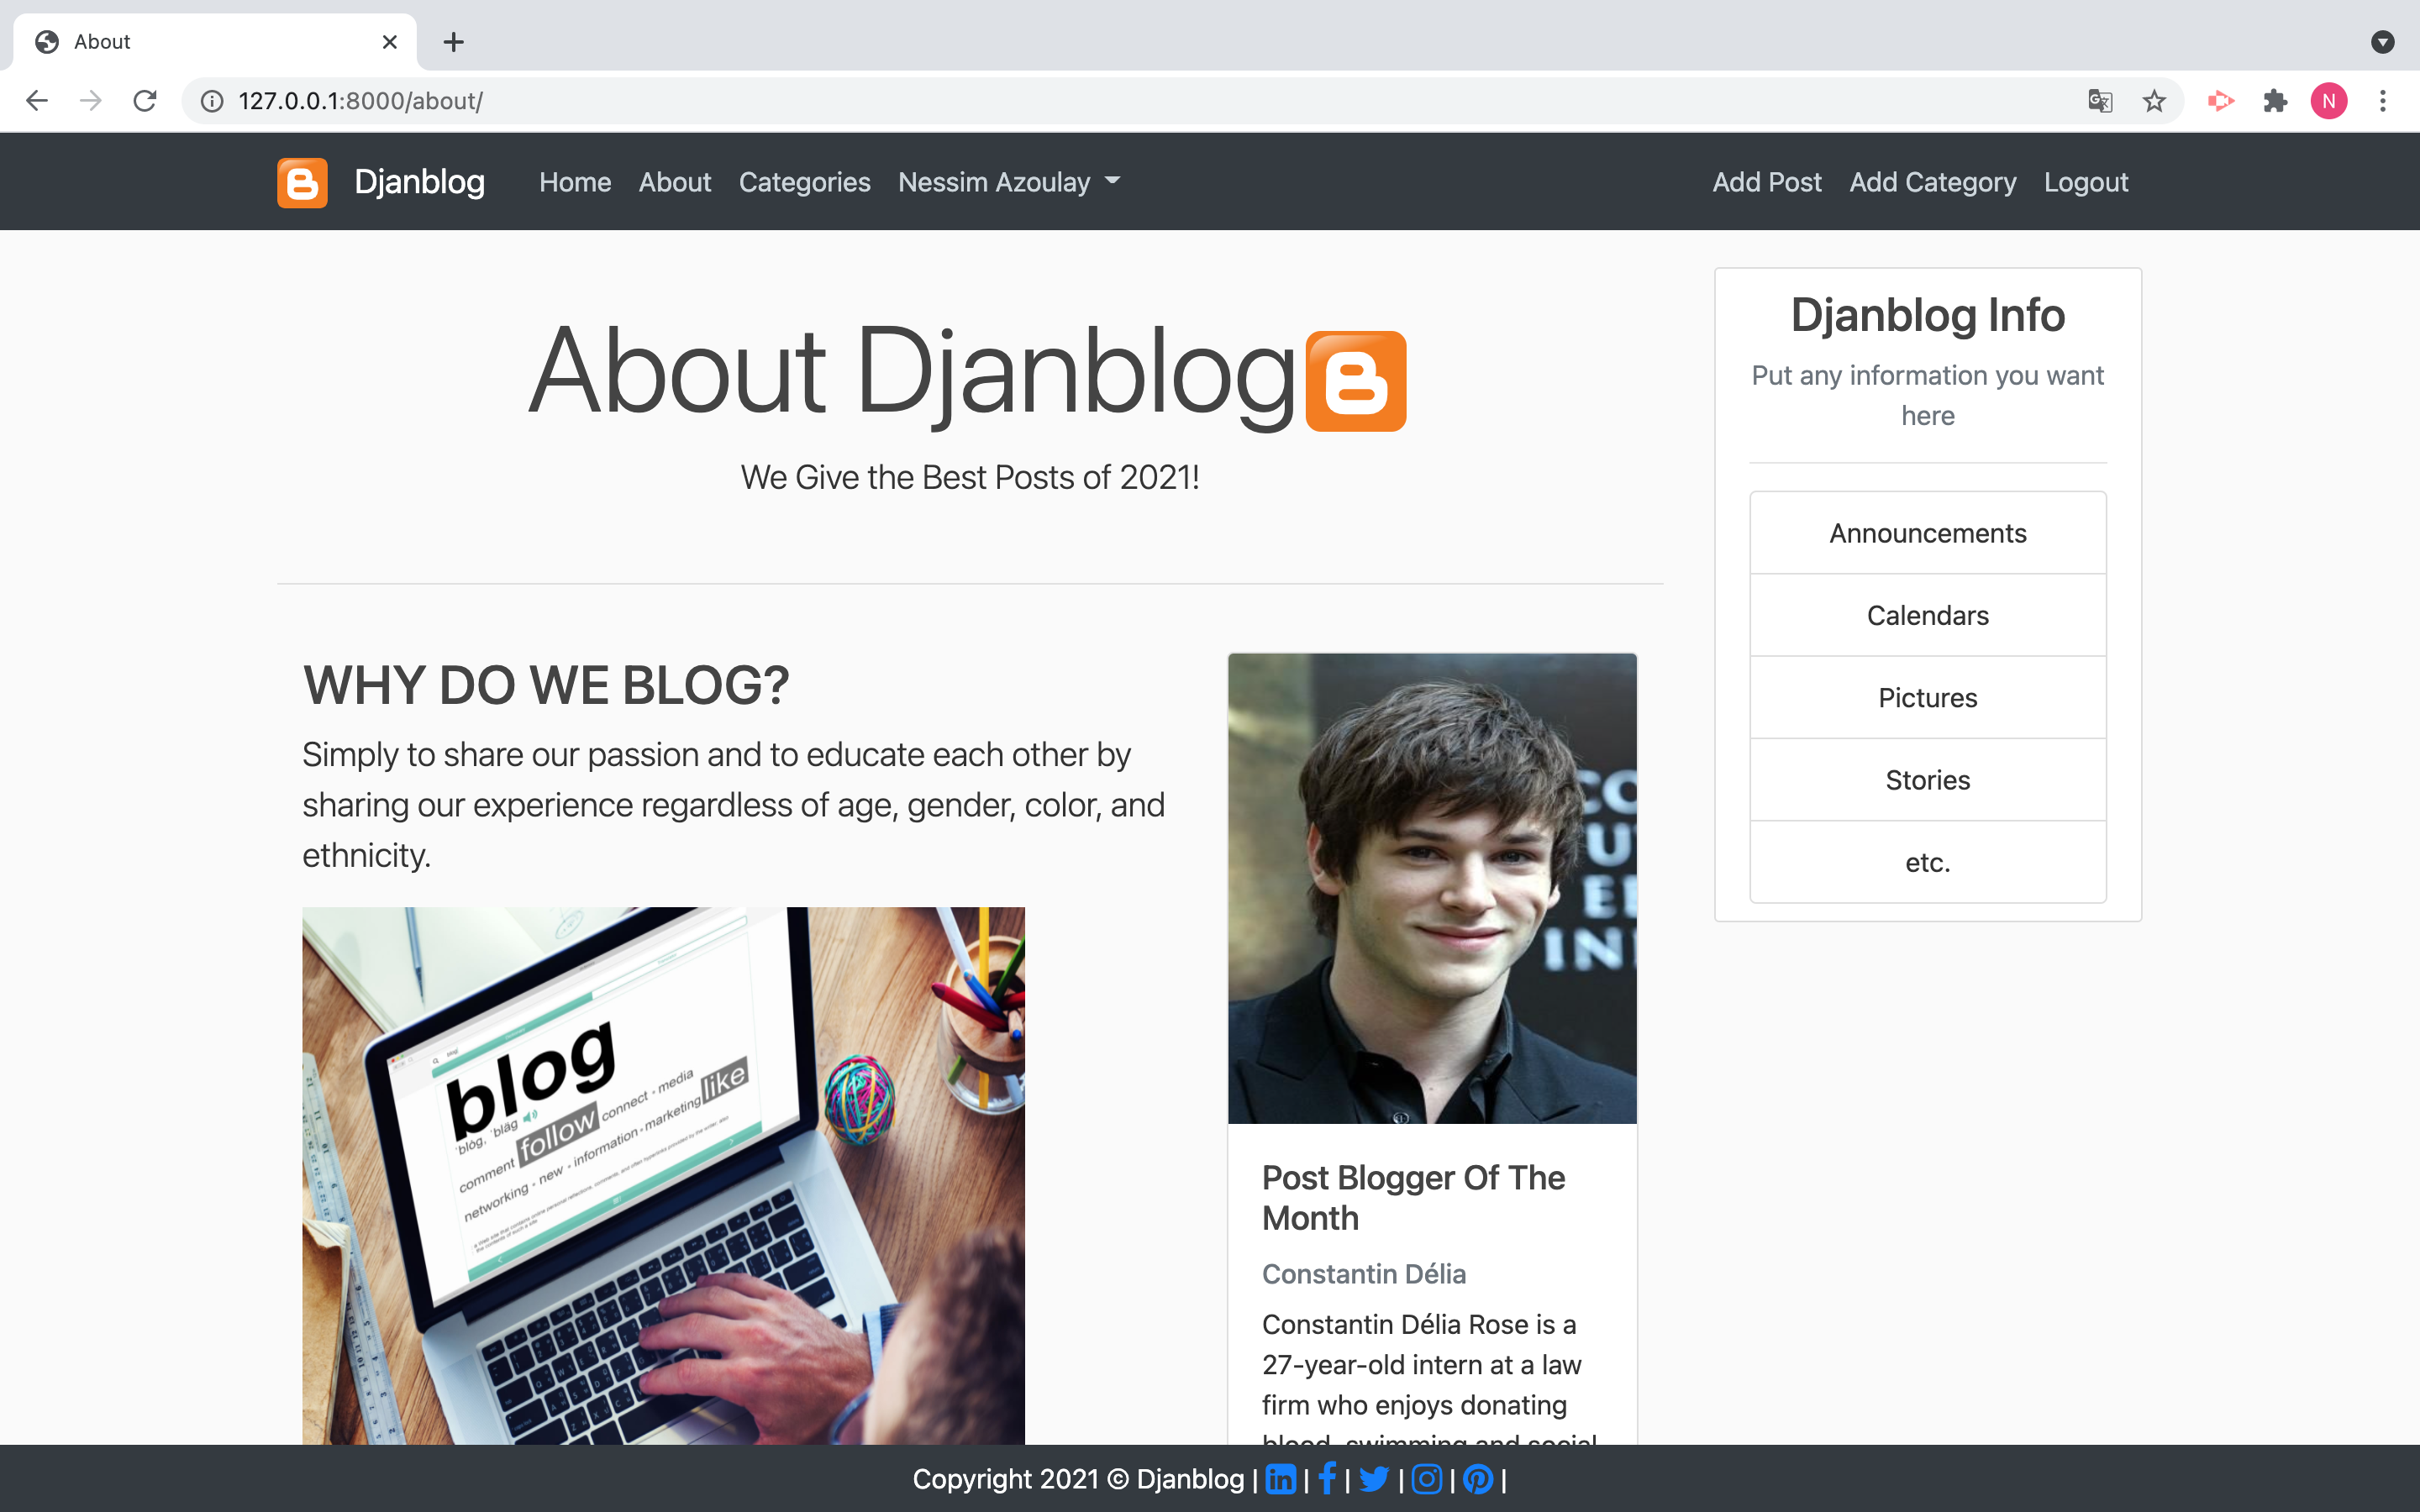 About
127.0.0.1:8000/about/
N
Djanblog
Home
About
Categories
Nessim Azoulay
Add Post
Add Category
Logout
About Djanblog
We Give the Best Posts of 2021!
WHY DO WE BLOG?
Simply to share our passion and to educate each other by
sharing our experience regardless of age, gender, color, and
ethnicity.
blog
comment follow connect • media
networking • new • information • marketing like
Post Blogger Of The
Month
Constantin Délia
Constantin Délia Rose is a
27-year-old intern at a law
firm who enjoys donating
blood, swimming and social
Djanblog Info
Put any information you want
here
Announcements
Calendars
Pictures
Stories
etc.
Copyright 2021 © Djanblog | | | | | |